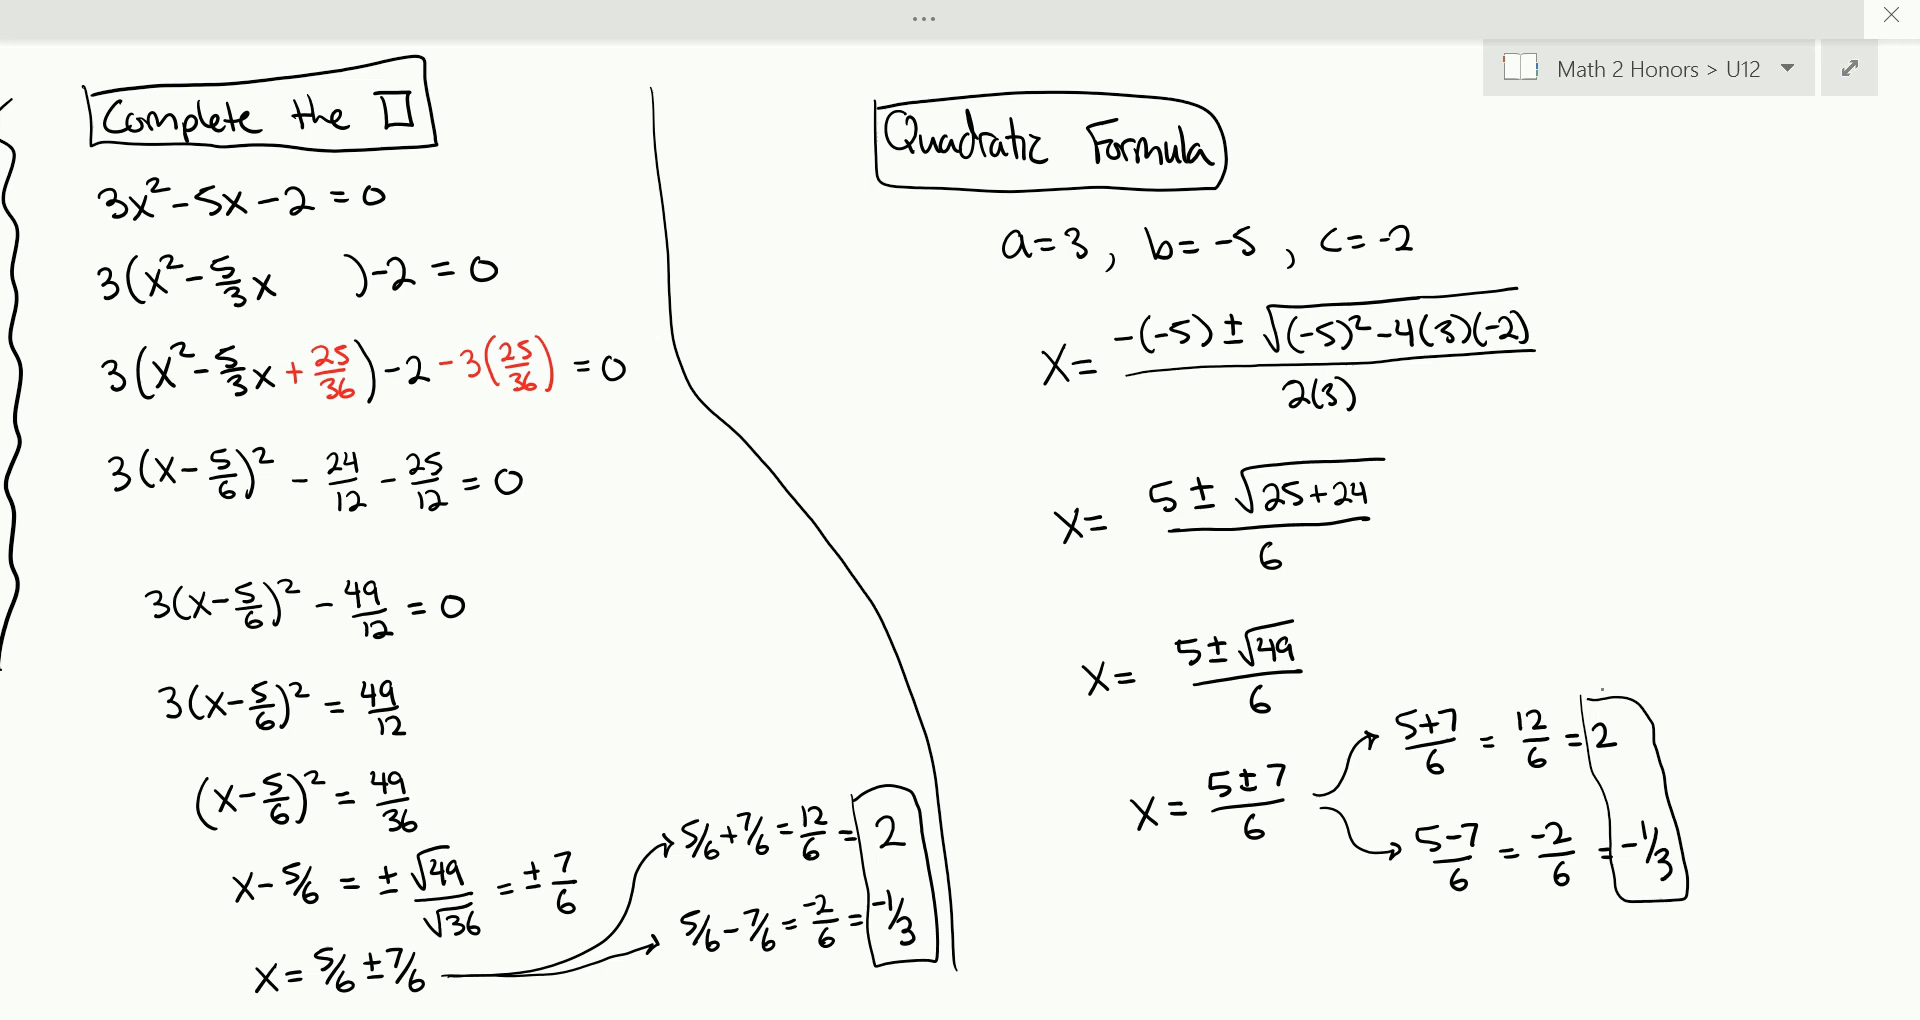 Math 2 Honors > U12
Complete the □
3x² - 5x - 2 = 0
3(x² - 5/3 x    ) - 2 = 0
3(x² - 5/3 x + 25/36) - 2 - 3(25/36) = 0
3(x - 5/6)² - 24/12 - 25/12 = 0
3(x - 5/6)² - 49/12 = 0
3(x - 5/6)² = 49/12
(x - 5/6)² = 49/36
x - 5/6 = ± √49/√36 = ± 7/6
x = 5/6 ± 7/6
5/6 + 7/6 = 12/6 = 2
5/6 - 7/6 = -2/6 = -1/3
Quadratic Formula
a = 3, b = -5, c = -2
x = (-(-5) ± √((-5)² - 4(3)(-2)))/(2(3))
x = (5 ± √(25 + 24))/6
x = (5 ± √49)/6
x = (5 ± 7)/6
(5+7)/6 = 12/6 = 2
(5-7)/6 = -2/6 = -1/3